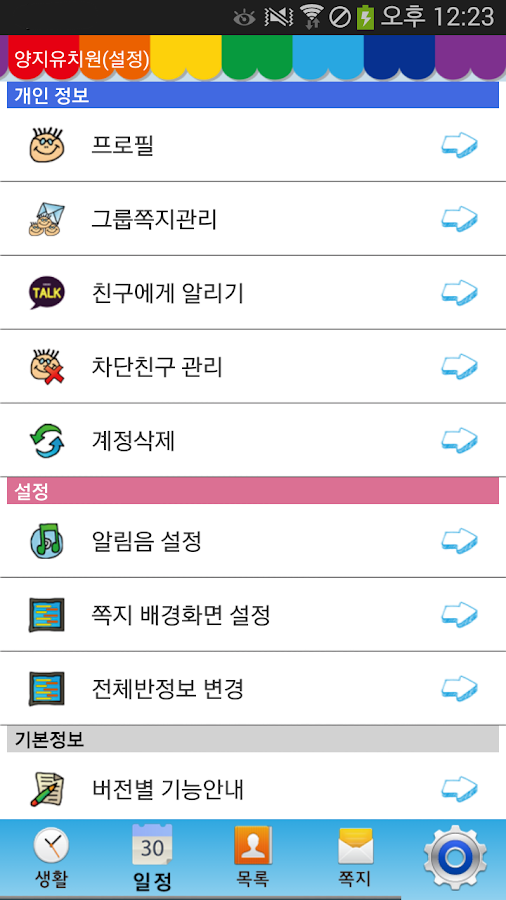 오후 12:23
양지유치원(설정)
개인 정보
프로필
그룹쪽지관리
TALK
친구에게 알리기
차단친구 관리
계정삭제
설정
알림음 설정
쪽지 배경화면 설정
전체반정보 변경
기본정보
버전별 기능안내
30
생활
일정
목록
쪽지